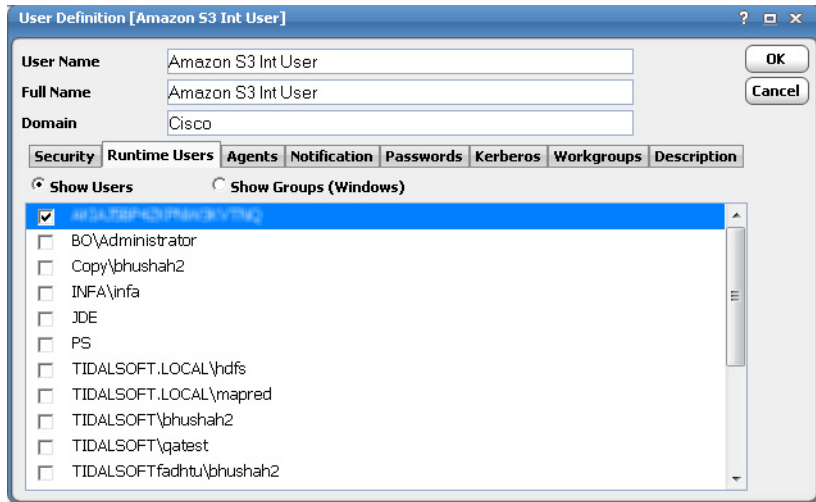 User Definition [Amazon S3 Int User]
?
User Name Amazon S3 Int User
OK
Full Name Amazon S3 Int User
Cancel
Domain Cisco
Security Runtime Users Agents Notification Passwords Kerberos Workgroups Description
Show Users Show Groups (Windows)
BO\Administrator
Copy\bhushah2
INFA\infa
JDE
PS
TIDALSOFT.LOCAL\hdfs
TIDALSOFT.LOCAL\mapred
TIDALSOFT\bhushah2
TIDALSOFT\qatest
TIDALSOFTfadhtu\bhushah2